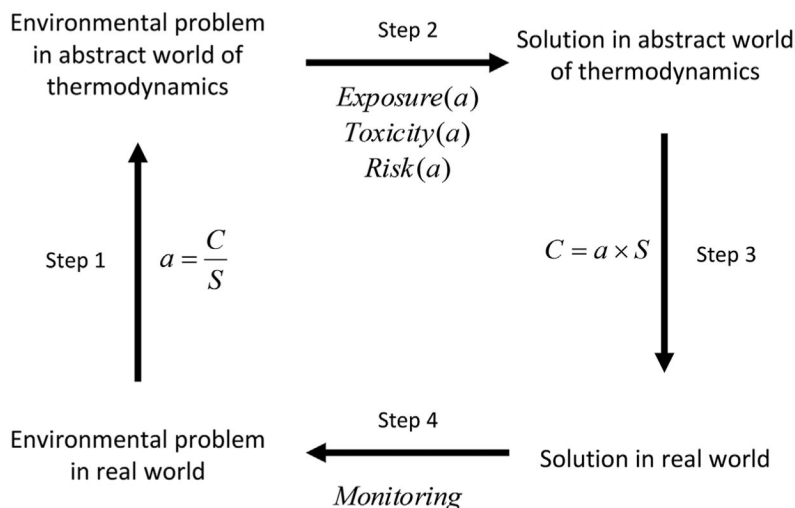 Environmental problem
in abstract world of
thermodynamics
Step 2
Exposure(a)
Toxicity(a)
Risk(a)
Solution in abstract world
of thermodynamics
Step 1
a = C/S
C = a × S
Step 3
Environmental problem
in real world
Step 4
Monitoring
Solution in real world